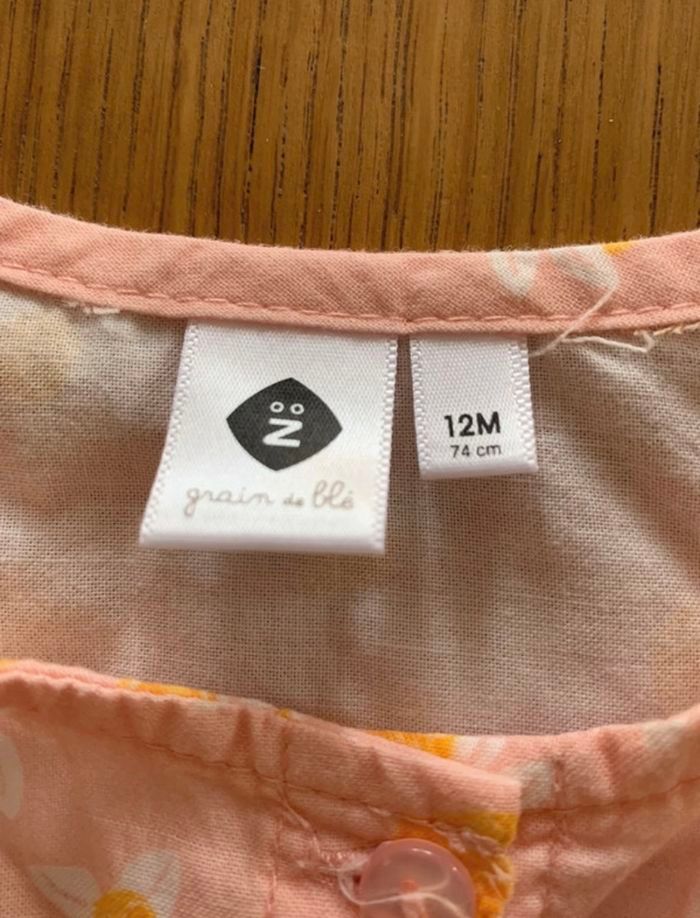 N
grain de blé
12M
74 cm